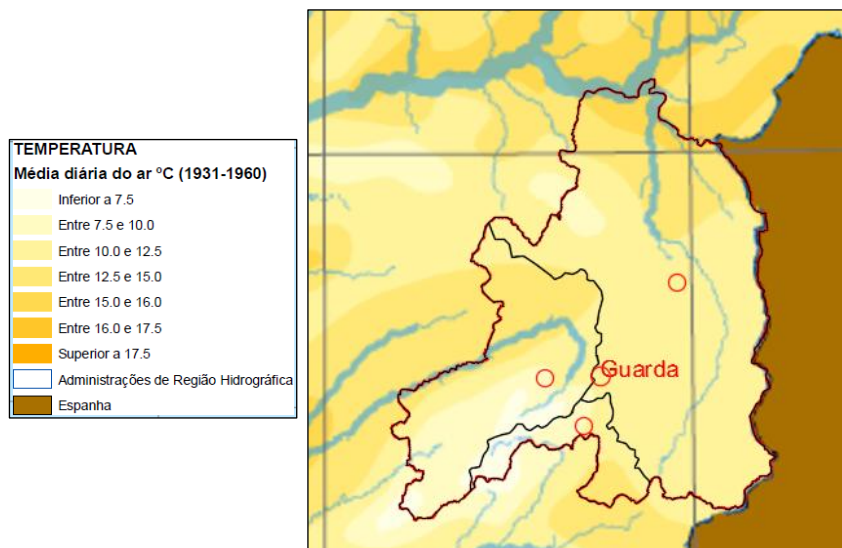 TEMPERATURA
Média diária do ar ºC (1931-1960)
Inferior a 7.5
Entre 7.5 e 10.0
Entre 10.0 e 12.5
Entre 12.5 e 15.0
Entre 15.0 e 16.0
Entre 16.0 e 17.5
Superior a 17.5
Administrações de Região Hidrográfica
Espanha
Guarda